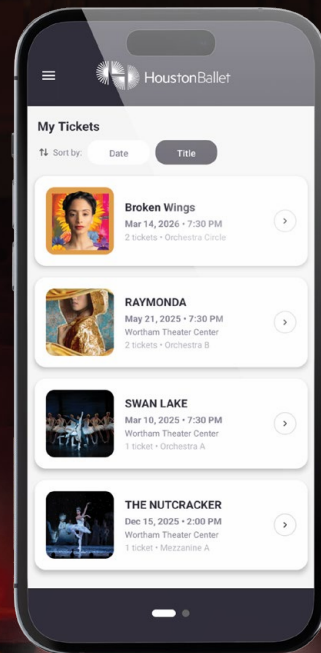 HoustonBallet
My Tickets
Sort by: Date Title
Broken Wings
Mar 14, 2026 • 7:30 PM
2 tickets • Orchestra Circle
RAYMONDA
May 21, 2025 • 7:30 PM
Wortham Theater Center
2 tickets • Orchestra B
SWAN LAKE
Mar 10, 2025 • 7:30 PM
Wortham Theater Center
1 ticket • Orchestra A
THE NUTCRACKER
Dec 15, 2025 • 2:00 PM
Wortham Theater Center
1 ticket • Mezzanine A